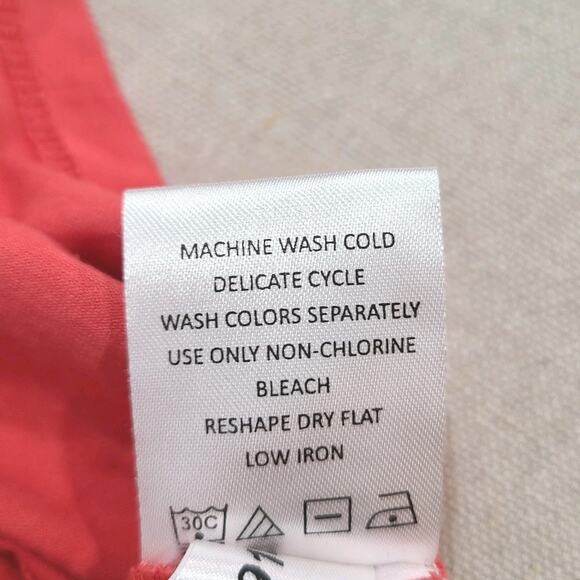 MACHINE WASH COLD
DELICATE CYCLE
WASH COLORS SEPARATELY
USE ONLY NON-CHLORINE
BLEACH
RESHAPE DRY FLAT
LOW IRON
30C